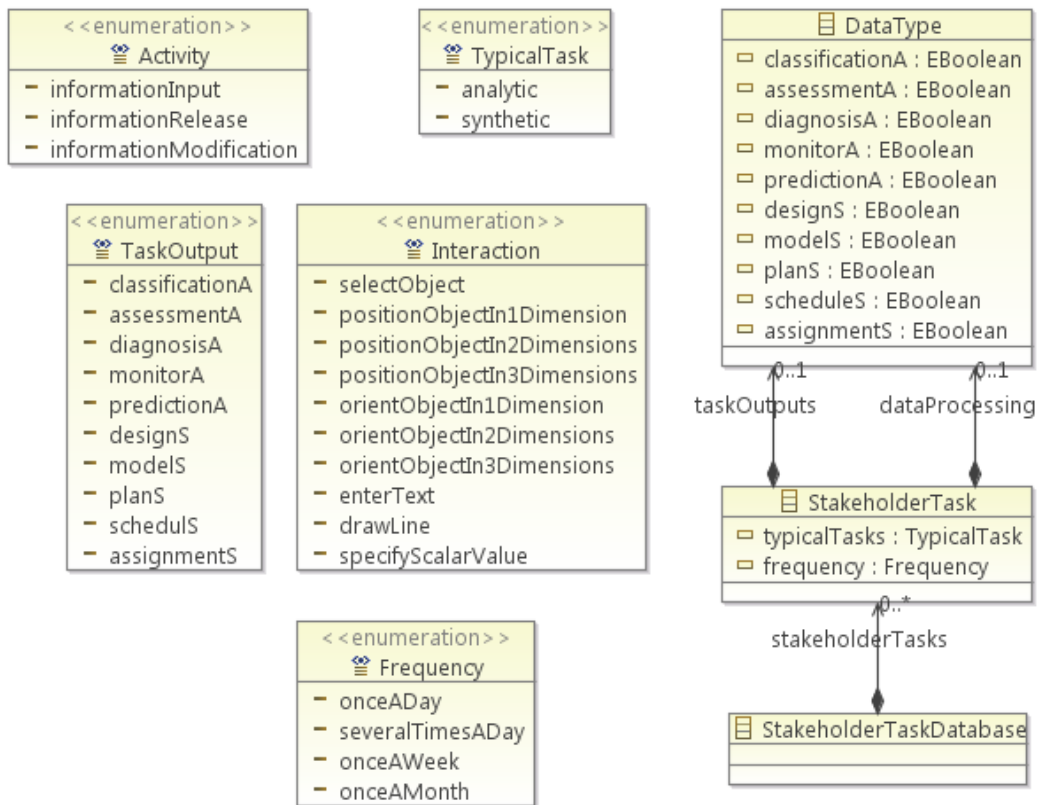 <<enumeration>>
Activity
informationInput
informationRelease
informationModification
<<enumeration>>
TypicalTask
analytic
synthetic
DataType
classificationA : EBoolean
assessmentA : EBoolean
diagnosisA : EBoolean
monitorA : EBoolean
predictionA : EBoolean
designS : EBoolean
modelS : EBoolean
planS : EBoolean
scheduleS : EBoolean
assignmentS : EBoolean
<<enumeration>>
TaskOutput
classificationA
assessmentA
diagnosisA
monitorA
predictionA
designS
modelS
planS
schedulS
assignmentS
<<enumeration>>
Interaction
selectObject
positionObjectIn1Dimension
positionObjectIn2Dimensions
positionObjectIn3Dimensions
orientObjectIn1Dimension
orientObjectIn2Dimensions
orientObjectIn3Dimensions
enterText
drawLine
specifyScalarValue
0..1
taskOutputs
0..1
dataProcessing
StakeholderTask
typicalTasks : TypicalTask
frequency : Frequency
0..*
stakeholderTasks
StakeholderTaskDatabase
<<enumeration>>
Frequency
onceADay
severalTimesADay
onceAWeek
onceAMonth